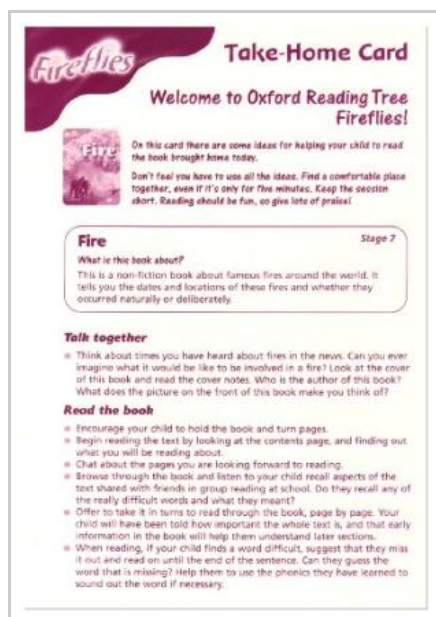 Fireflies
Take-Home Card
Welcome to Oxford Reading Tree
Fireflies!
Fire
On this card there are some ideas for helping your child to read
the book brought home today.
Don't feel you have to use all the ideas. Find a comfortable place
together, even if it's only for five minutes. Keep the session
short. Reading should be fun, so give lots of praise!
Fire
Stage 7
What is this book about?
This is a non-fiction book about famous fires around the world. It
tells you the dates and locations of these fires and whether they
occurred naturally or deliberately.
Talk together
Think about times you have heard about fires in the news. Can you ever
imagine what it would be like to be involved in a fire? Look at the cover
of this book and read the cover notes. Who is the author of this book?
What does the picture on the front of this book make you think of?
Read the book
Encourage your child to hold the book and turn pages.
Begin reading the text by looking at the contents page, and finding out
what you will be reading about.
Chat about the pages you are looking forward to reading.
Browse through the book and listen to your child recall aspects of the
text shared with friends in group reading at school. Do they recall any of
the really difficult words and what they meant?
Offer to take it in turns to read through the book, page by page. Your
child will have been told how important the whole text is, and that early
information in the book will help them understand later sections.
When reading, if your child finds a word difficult, suggest that they miss
it out and read on until the end of the sentence. Can they guess the
word that is missing? Help them to use the phonics they have learned to
sound out the word if necessary.